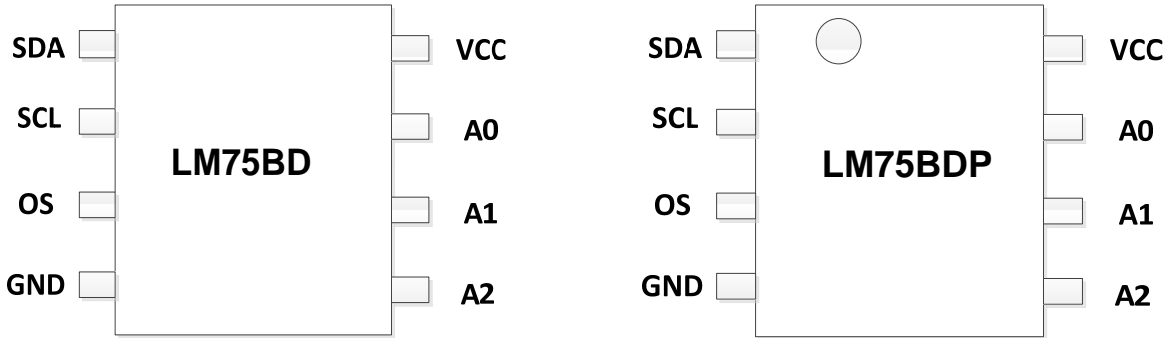 SDA
VCC
SCL
A0
LM75BD
OS
A1
GND
A2
SDA
VCC
SCL
A0
LM75BDP
OS
A1
GND
A2